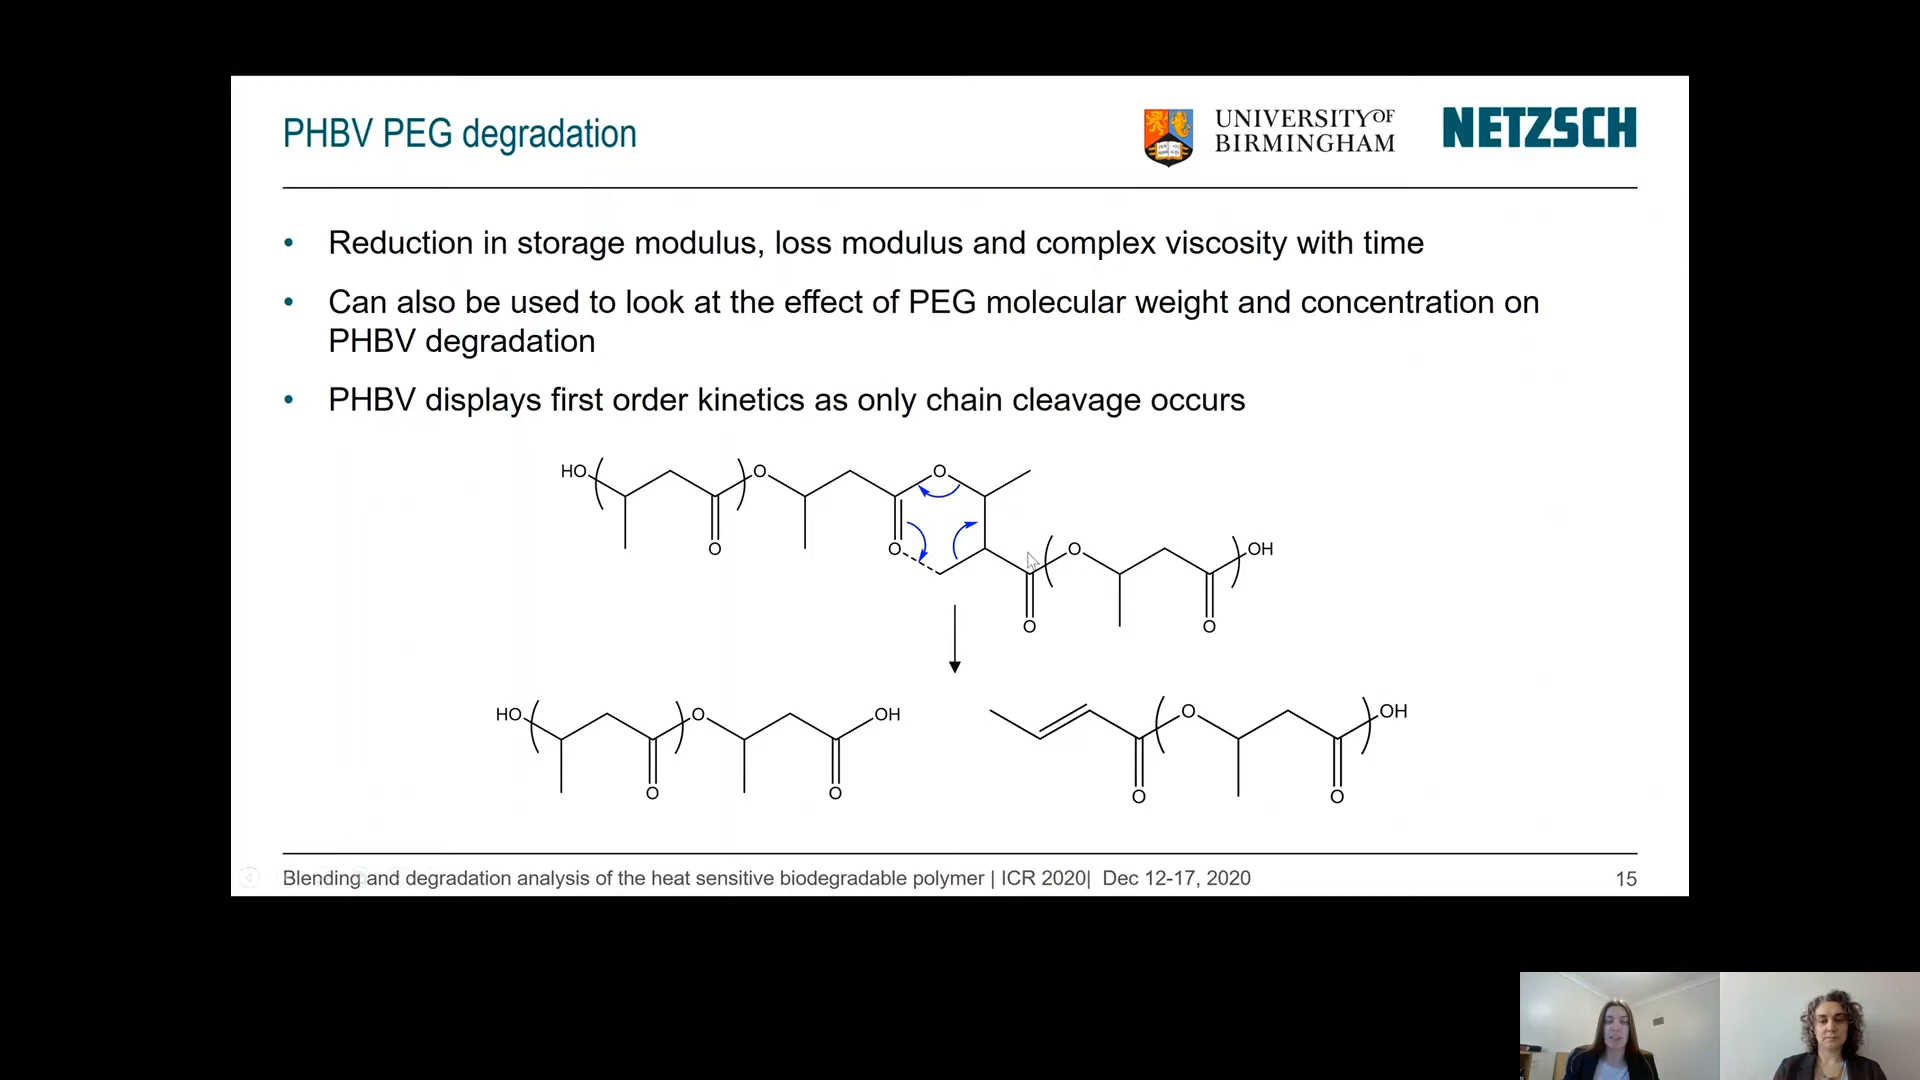 PHBV PEG degradation
UNIVERSITY OF
BIRMINGHAM
NETZSCH
• Reduction in storage modulus, loss modulus and complex viscosity with time
• Can also be used to look at the effect of PEG molecular weight and concentration on
PHBV degradation
• PHBV displays first order kinetics as only chain cleavage occurs
HO O O
O O O OH
O O
HO O OH O OH
O O O O
Blending and degradation analysis of the heat sensitive biodegradable polymer | ICR 2020| Dec 12-17, 2020
15